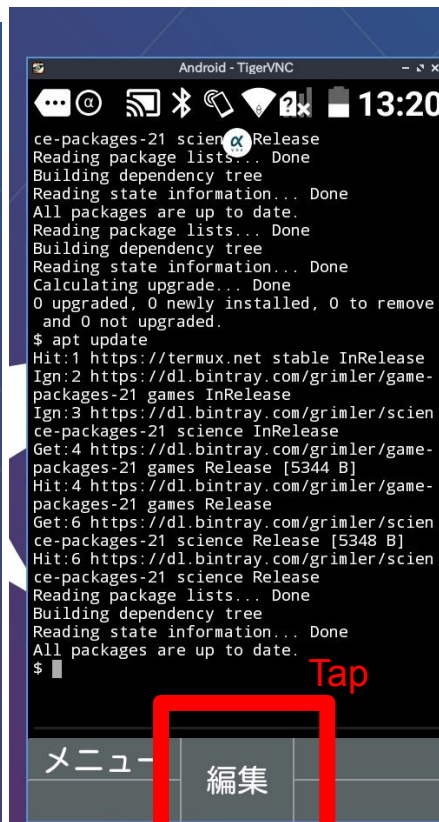 Android - TigerVNC
13:20
ce-packages-21 scien Release
Reading package lists... Done
Building dependency tree
Reading state information... Done
All packages are up to date.
Reading package lists... Done
Building dependency tree
Reading state information... Done
Calculating upgrade... Done
0 upgraded, 0 newly installed, 0 to remove
and 0 not upgraded.
$ apt update
Hit:1 https://termux.net stable InRelease
Ign:2 https://dl.bintray.com/grimler/game-
packages-21 games InRelease
Ign:3 https://dl.bintray.com/grimler/scien
ce-packages-21 science InRelease
Get:4 https://dl.bintray.com/grimler/game-
packages-21 games Release [5344 B]
Hit:4 https://dl.bintray.com/grimler/game-
packages-21 games Release
Get:6 https://dl.bintray.com/grimler/scien
ce-packages-21 science Release [5348 B]
Hit:6 https://dl.bintray.com/grimler/scien
ce-packages-21 science Release
Reading package lists... Done
Building dependency tree
Reading state information... Done
All packages are up to date.
$
Tap
メニュー
編集